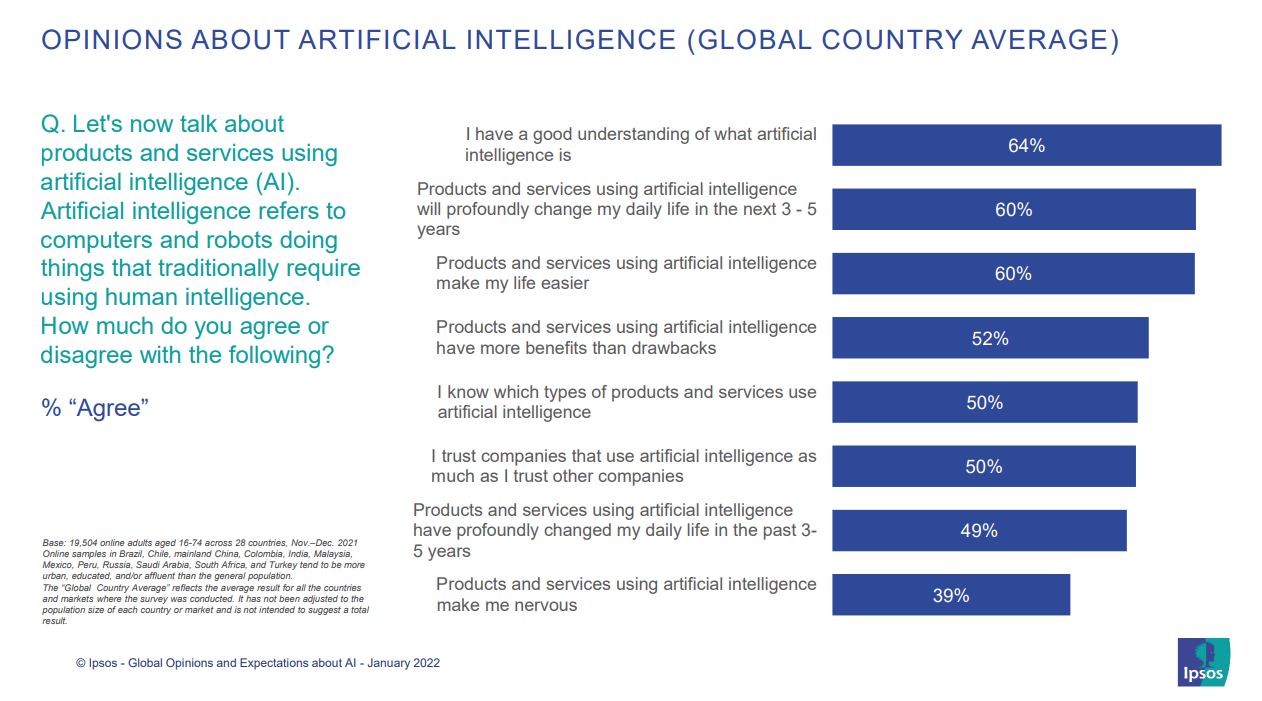 OPINIONS ABOUT ARTIFICIAL INTELLIGENCE (GLOBAL COUNTRY AVERAGE)
Q. Let's now talk about
products and services using
artificial intelligence (AI).
Artificial intelligence refers to
computers and robots doing
things that traditionally require
using human intelligence.
How much do you agree or
disagree with the following?
% “Agree”
I have a good understanding of what artificial
intelligence is
64%
Products and services using artificial intelligence
will profoundly change my daily life in the next 3 - 5
years
60%
Products and services using artificial intelligence
make my life easier
60%
Products and services using artificial intelligence
have more benefits than drawbacks
52%
I know which types of products and services use
artificial intelligence
50%
I trust companies that use artificial intelligence as
much as I trust other companies
50%
Products and services using artificial intelligence
have profoundly changed my daily life in the past 3-
5 years
49%
Products and services using artificial intelligence
make me nervous
39%
Base: 19,504 online adults aged 16-74 across 28 countries, Nov.–Dec. 2021
Online samples in Brazil, Chile, mainland China, Colombia, India, Malaysia,
Mexico, Peru, Russia, Saudi Arabia, South Africa, and Turkey tend to be more
urban, educated, and/or affluent than the general population.
The “Global Country Average” reflects the average result for all the countries
and markets where the survey was conducted. It has not been adjusted to the
population size of each country or market and is not intended to suggest a total
result.
© Ipsos - Global Opinions and Expectations about AI - January 2022
Ipsos